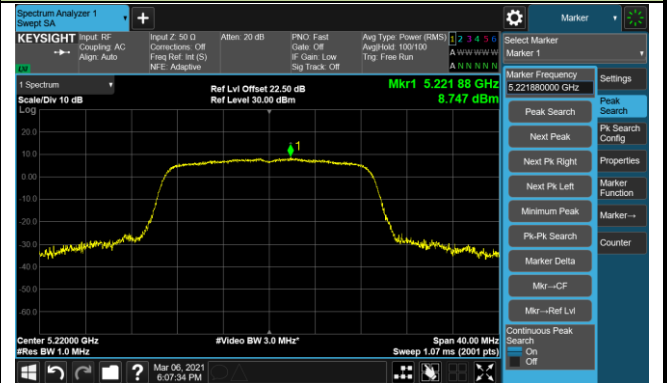 Spectrum Analyzer 1
Swept SA
Marker
KEYSIGHT
Input: RF
Coupling: AC
Align: Auto
Input Z: 50 Ω
Corrections: Off
Freq Ref: Int (S)
NFE: Adaptive
Atten: 20 dB
PNO: Fast
Gate: Off
IF Gain: Low
Sig Track: Off
Avg Type: Power (RMS)
Avg|Hold: 100/100
Trig: Free Run
1 2 3 4 5 6
A W W W W W
A N N N N N
Select Marker
Marker 1
1 Spectrum
Scale/Div 10 dB
Log
Ref Lvl Offset 22.50 dB
Ref Level 30.00 dBm
Mkr1 5.221 88 GHz
8.747 dBm
Marker Frequency
5.221880000 GHz
Peak Search
Next Peak
Next Pk Right
Next Pk Left
Minimum Peak
Pk-Pk Search
Marker Delta
Mkr→CF
Mkr→Ref Lvl
Continuous Peak
Search
On
Off
Settings
Peak
Search
Pk Search
Config
Properties
Marker
Function
Marker→
Counter
20.0
10.0
0.00
-10.0
-20.0
-30.0
-40.0
-50.0
-60.0
1
Center 5.22000 GHz
#Res BW 1.0 MHz
#Video BW 3.0 MHz*
Span 40.00 MHz
Sweep 1.07 ms (2001 pts)
Mar 06, 2021
6:07:34 PM